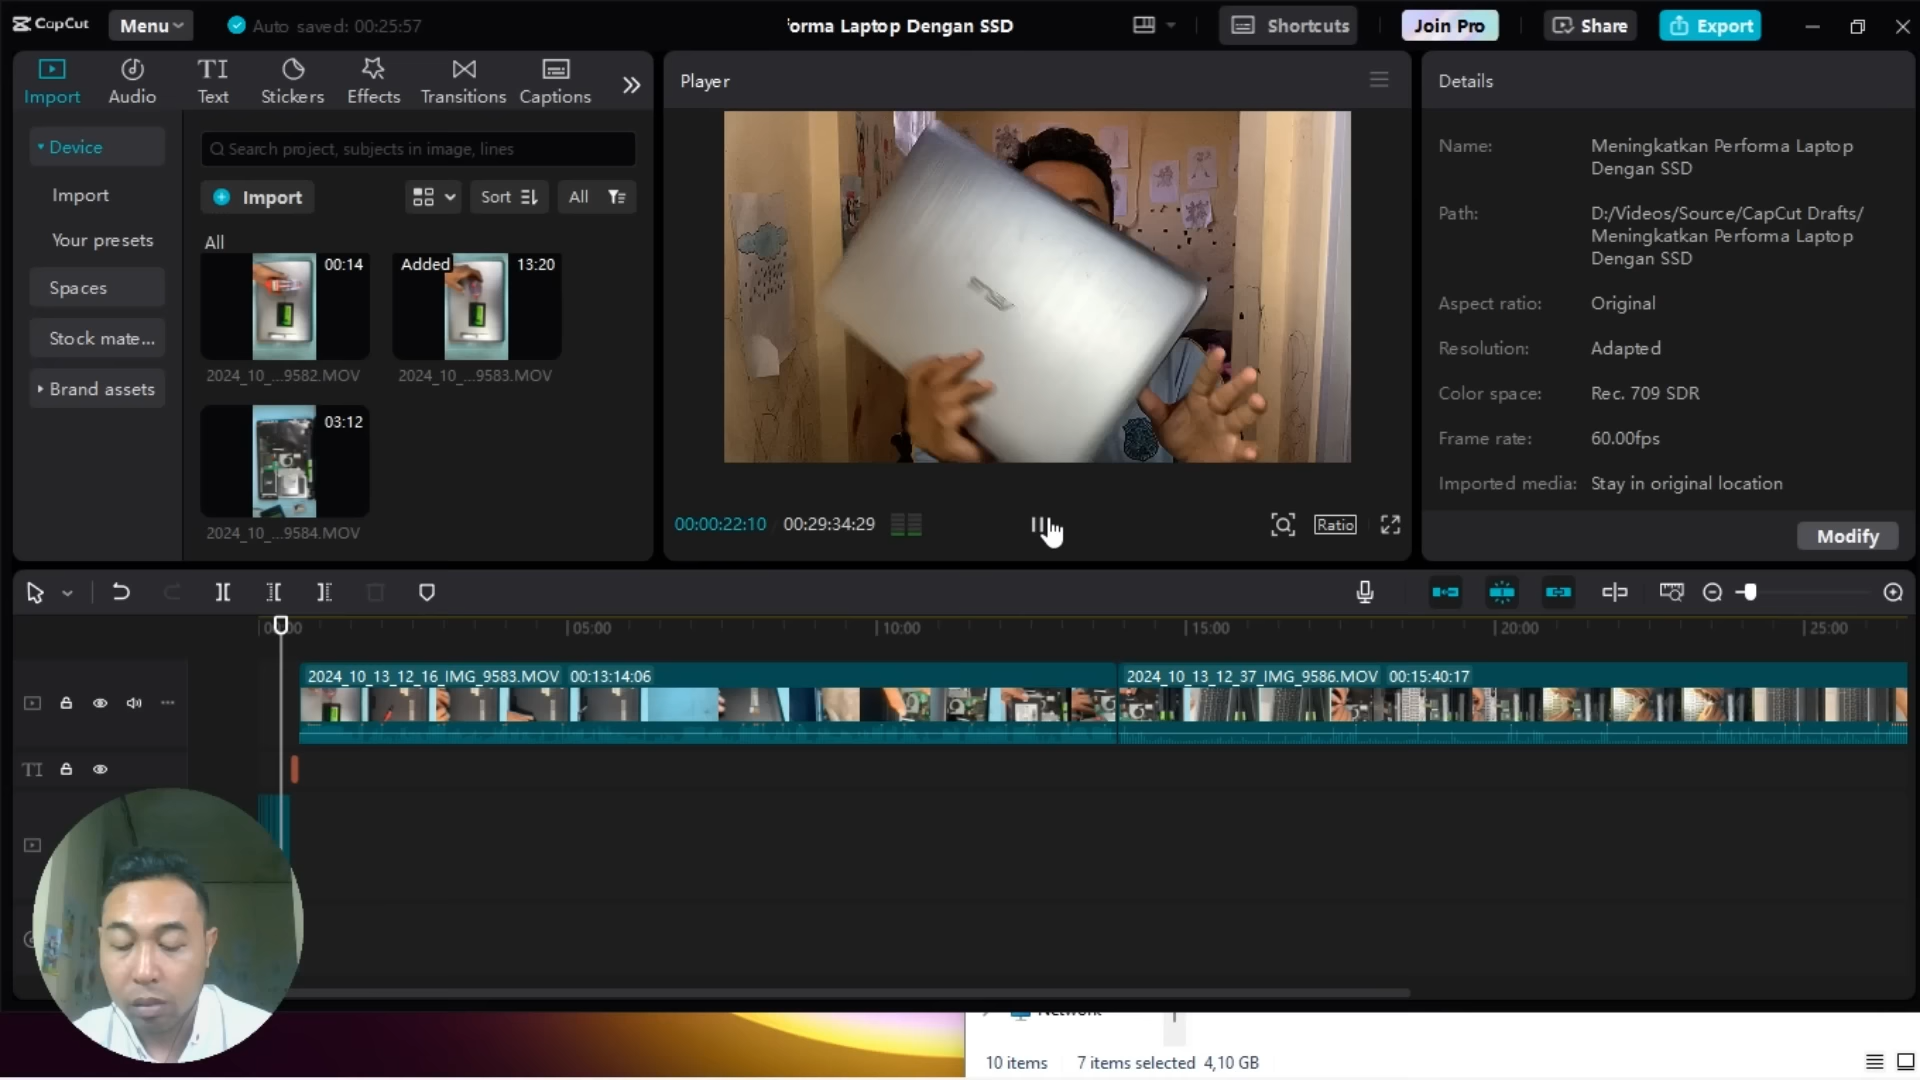 CapCut
Menu
Auto saved: 00:25:57
orma Laptop Dengan SSD
Shortcuts
Join Pro
Share
Export
Import
Audio
TI
Text
Stickers
Effects
Transitions
Captions
Player
Details
Device
Search project, subjects in image, lines
Import
Import
Sort
All
Your presets
All
Spaces
Stock mate...
Brand assets
00:14
Added
13:20
2024_10_...9582.MOV
2024_10_...9583.MOV
03:12
2024_10_...9584.MOV
Name:
Meningkatkan Performa Laptop
Dengan SSD
Path:
D:/Videos/Source/CapCut Drafts/
Meningkatkan Performa Laptop
Dengan SSD
Aspect ratio:
Original
Resolution:
Adapted
Color space:
Rec. 709 SDR
Frame rate:
60.00fps
Imported media:
Stay in original location
Modify
00:00:22:10
00:29:34:29
Ratio
05:00
10:00
15:00
20:00
25:00
2024_10_13_12_16_IMG_9583.MOV 00:13:14:06
2024_10_13_12_37_IMG_9586.MOV 00:15:40:17
TI
10 items
7 items selected 4,10 GB